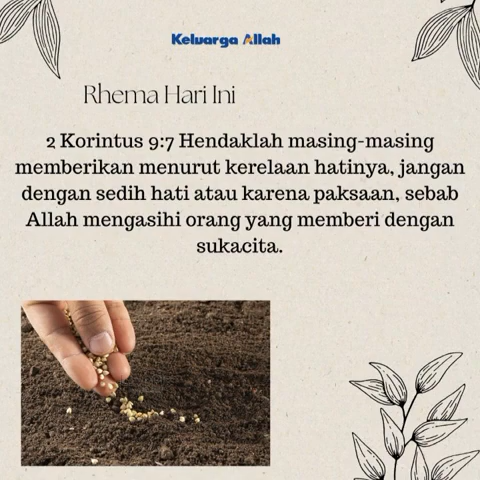 Keluarga Allah
Rhema Hari Ini
2 Korintus 9:7 Hendaklah masing-masing
memberikan menurut kerelaan hatinya, jangan
dengan sedih hati atau karena paksaan, sebab
Allah mengasihi orang yang memberi dengan
sukacita.